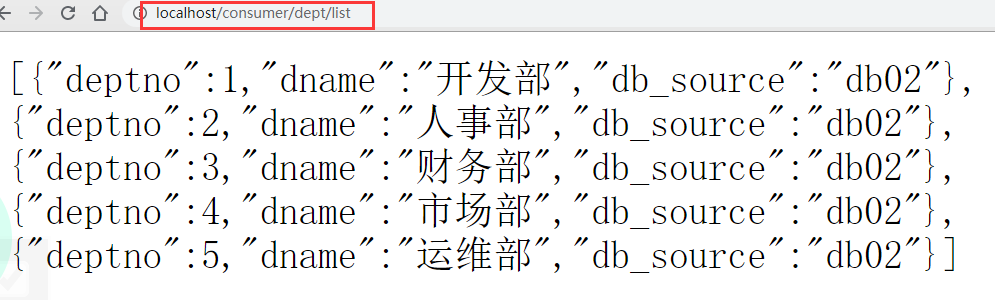 localhost/consumer/dept/list
[{"deptno":1,"dname":"开发部","db_source":"db02"},
{"deptno":2,"dname":"人事部","db_source":"db02"},
{"deptno":3,"dname":"财务部","db_source":"db02"},
{"deptno":4,"dname":"市场部","db_source":"db02"},
{"deptno":5,"dname":"运维部","db_source":"db02"}]